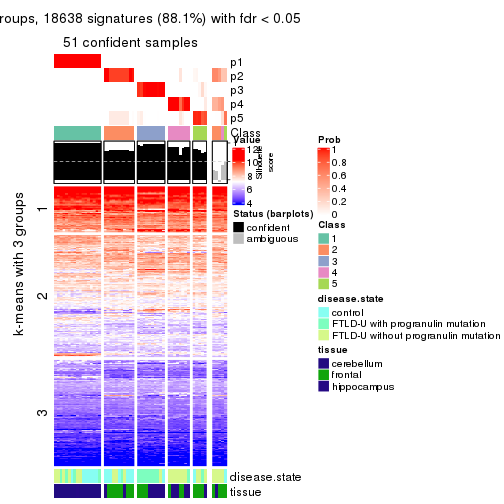 roups, 18638 signatures (88.1%) with fdr < 0.05
51 confident samples
p1
p2
p3
p4
p5
Class
Silhouette
score
k-means with 3 groups
1
2
3
Value
12
10
8
6
4
Status (barplots)
confident
ambiguous
Prob
1
0.8
0.6
0.4
0.2
0
Class
1
2
3
4
5
disease.state
control
FTLD-U with progranulin mutation
FTLD-U without progranulin mutation
tissue
cerebellum
frontal
hippocampus
disease.state
tissue